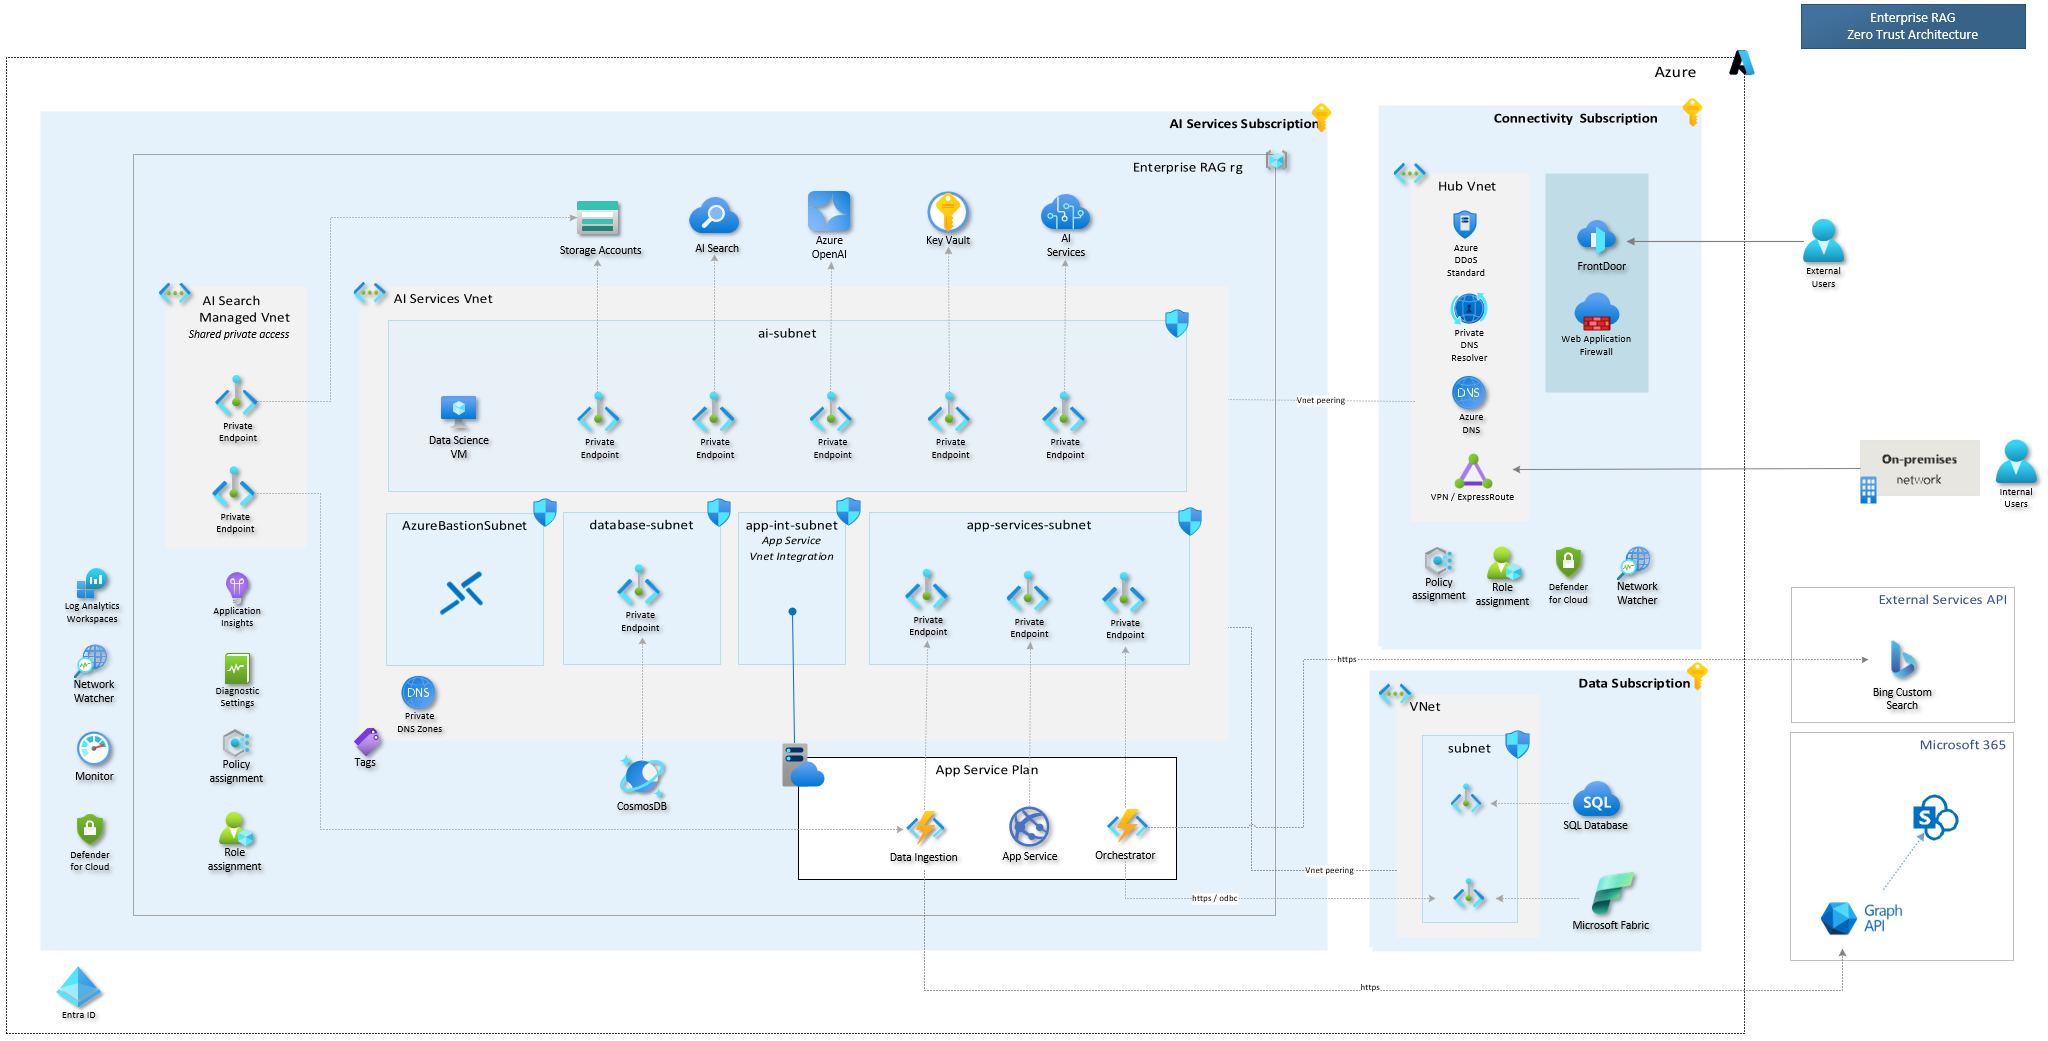 Enterprise RAG
Zero Trust Architecture
Azure
AI Services Subscription
Enterprise RAG rg
Storage Accounts
AI Search
Azure
OpenAI
Key Vault
AI
Services
AI Search
Managed Vnet
Shared private access
Private
Endpoint
Private
Endpoint
AI Services Vnet
ai-subnet
Data Science
VM
Private
Endpoint
Private
Endpoint
Private
Endpoint
Private
Endpoint
Private
Endpoint
AzureBastionSubnet
database-subnet
Private
Endpoint
app-int-subnet
App Service
Vnet Integration
app-services-subnet
Private
Endpoint
Private
Endpoint
Private
Endpoint
DNS
Private
DNS Zones
Tags
CosmosDB
App Service Plan
Data Ingestion
App Service
Orchestrator
Log Analytics
Workspaces
Network
Watcher
Monitor
Defender
for Cloud
Application
Insights
Diagnostic
Settings
Policy
assignment
Role
assignment
Entra ID
Connectivity Subscription
Hub Vnet
Azure
DDoS
Standard
Private
DNS
Resolver
DNS
Azure
DNS
VPN / ExpressRoute
FrontDoor
Web Application
Firewall
Policy
assignment
Role
assignment
Defender
for Cloud
Network
Watcher
Vnet peering
https
Vnet peering
https / odbc
https
Data Subscription
VNet
subnet
SQL
SQL Database
Microsoft Fabric
External
Users
On-premises
network
Internal
Users
External Services API
Bing Custom
Search
Microsoft 365
S
Graph
API